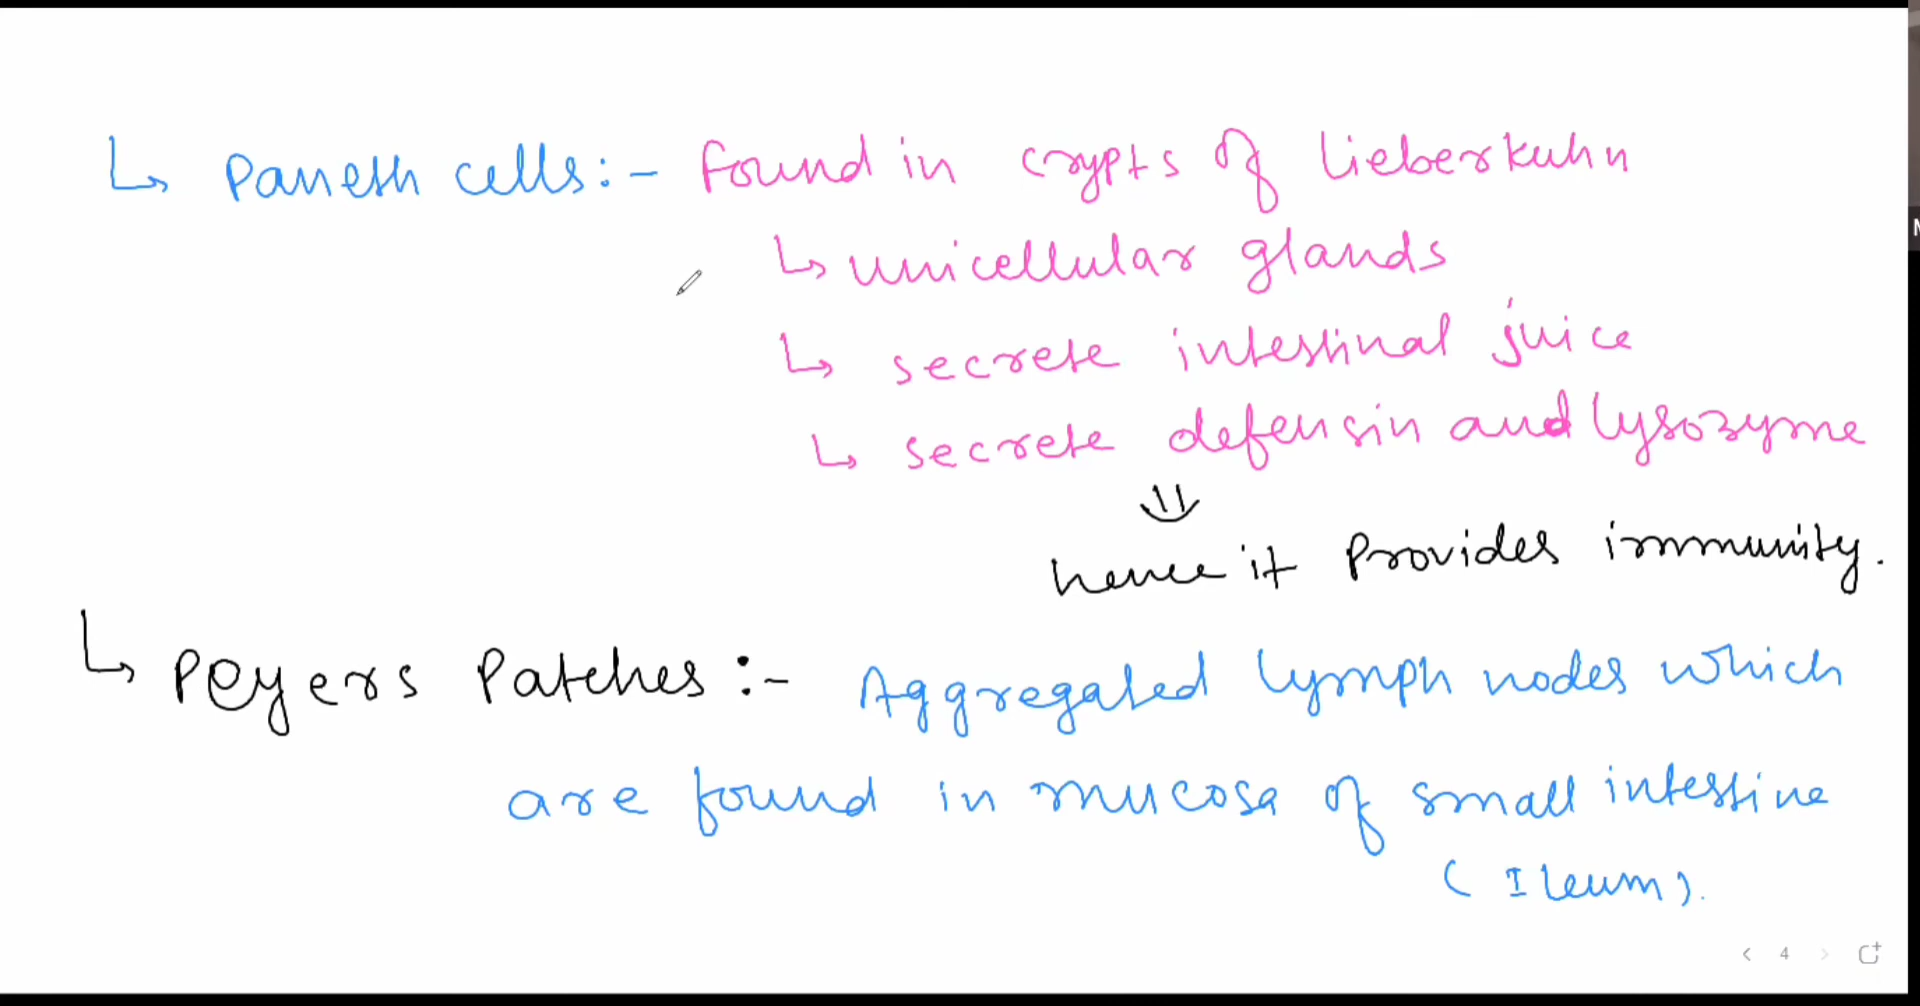 ↳ Paneth cells:- Found in crypts of Lieberkuhn
↳ unicellular glands
↳ secrete intestinal juice
↳ secrete defensin and lysozyme
⇓
hence it Provides immunity.
↳ Peyers Patches:- Aggregated lymph nodes which
are found in mucosa of small intestine
(Ileum).
< 4 >